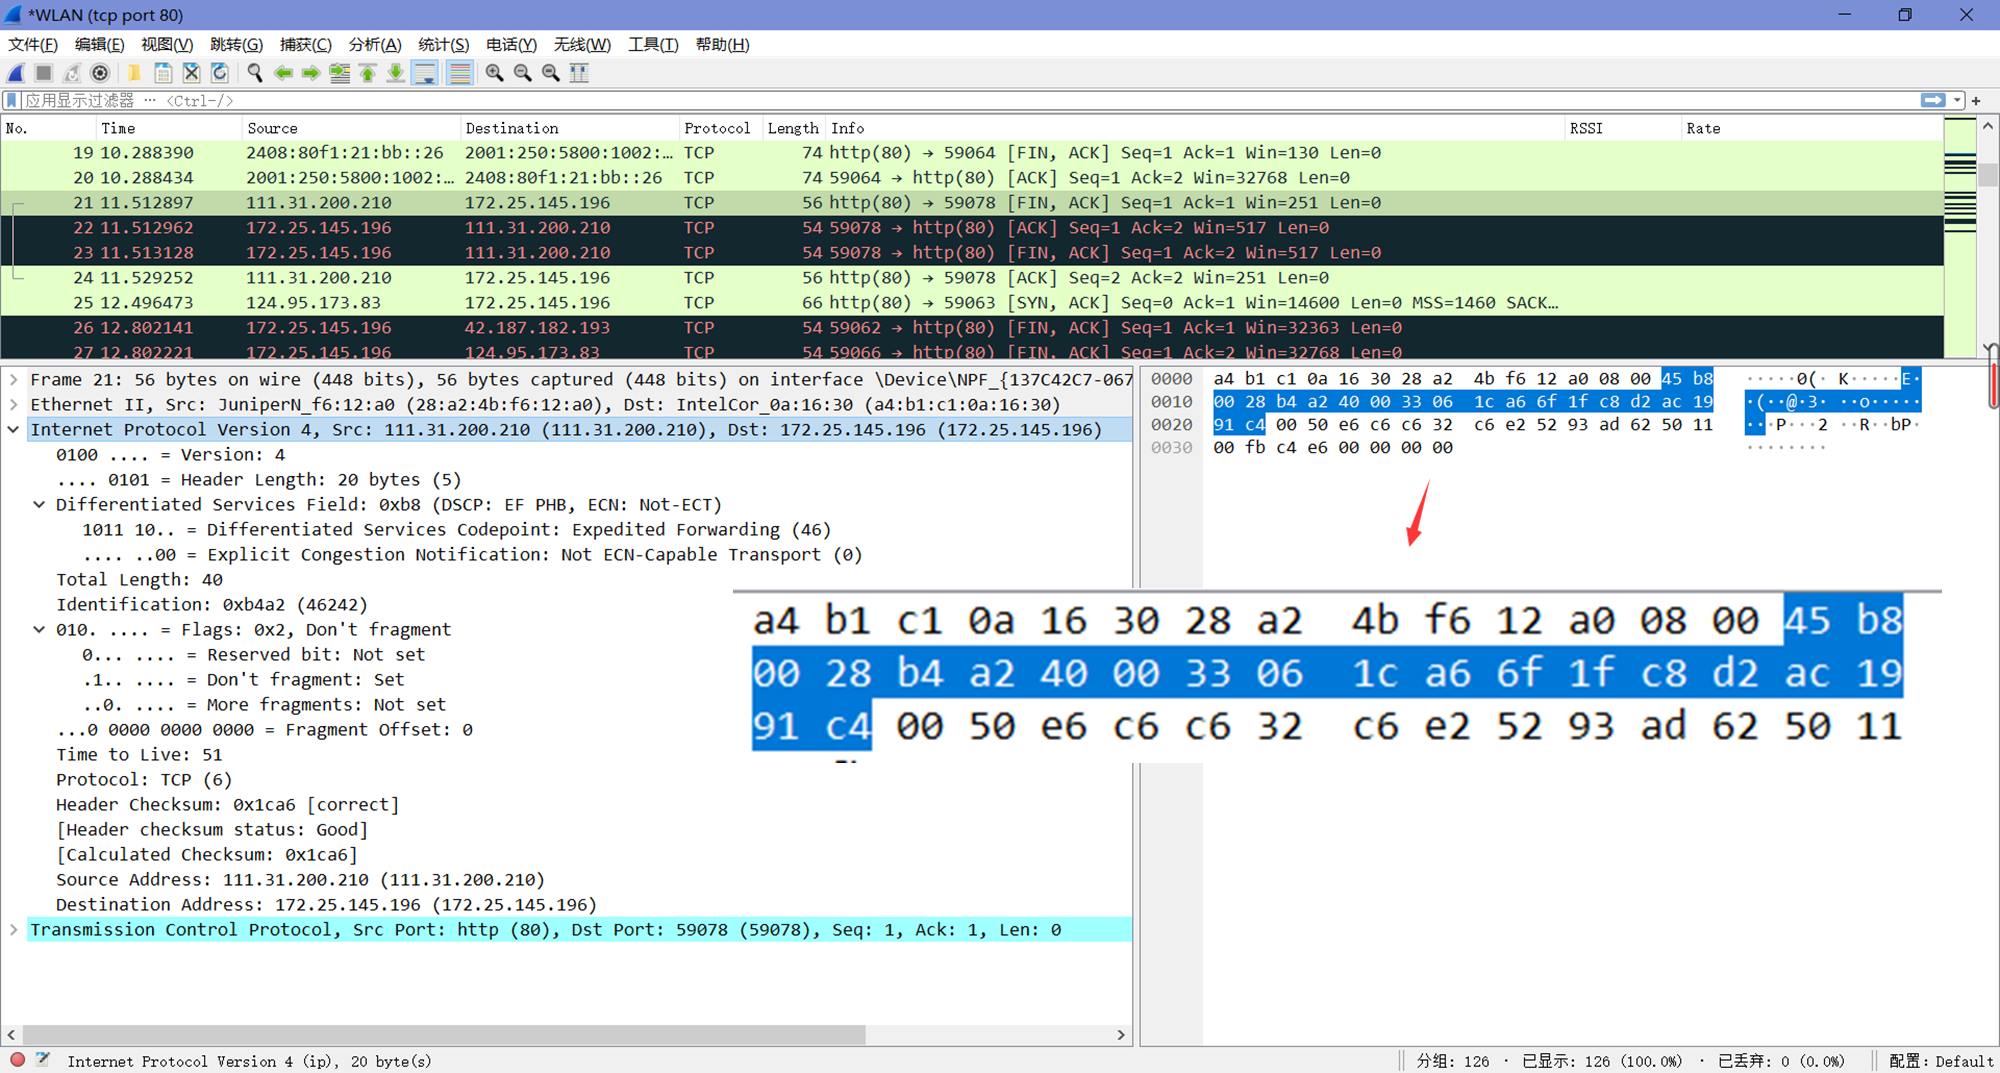 *WLAN (tcp port 80)
文件(F) 编辑(E) 视图(V) 跳转(G) 捕获(C) 分析(A) 统计(S) 电话(Y) 无线(W) 工具(T) 帮助(H)
应用显示过滤器 … <Ctrl-/>
No. Time Source Destination Protocol Length Info RSSI Rate
19 10.288390 2408:80f1:21:bb::26 2001:250:5800:1002:… TCP 74 http(80) → 59064 [FIN, ACK] Seq=1 Ack=1 Win=130 Len=0
20 10.288434 2001:250:5800:1002:… 2408:80f1:21:bb::26 TCP 74 59064 → http(80) [ACK] Seq=1 Ack=2 Win=32768 Len=0
21 11.512897 111.31.200.210 172.25.145.196 TCP 56 http(80) → 59078 [FIN, ACK] Seq=1 Ack=1 Win=251 Len=0
22 11.512962 172.25.145.196 111.31.200.210 TCP 54 59078 → http(80) [ACK] Seq=1 Ack=2 Win=517 Len=0
23 11.513128 172.25.145.196 111.31.200.210 TCP 54 59078 → http(80) [FIN, ACK] Seq=1 Ack=2 Win=517 Len=0
24 11.529252 111.31.200.210 172.25.145.196 TCP 56 http(80) → 59078 [ACK] Seq=2 Ack=2 Win=251 Len=0
25 12.496473 124.95.173.83 172.25.145.196 TCP 66 http(80) → 59063 [SYN, ACK] Seq=0 Ack=1 Win=14600 Len=0 MSS=1460 SACK…
26 12.802141 172.25.145.196 42.187.182.193 TCP 54 59062 → http(80) [FIN, ACK] Seq=1 Ack=1 Win=32363 Len=0
27 12.802221 172.25.145.196 124.95.173.83 TCP 54 59066 → http(80) [FIN, ACK] Seq=1 Ack=1 Win=32768 Len=0
Frame 21: 56 bytes on wire (448 bits), 56 bytes captured (448 bits) on interface \Device\NPF_{137C42C7-067
Ethernet II, Src: JuniperN_f6:12:a0 (28:a2:4b:f6:12:a0), Dst: IntelCor_0a:16:30 (a4:b1:c1:0a:16:30)
Internet Protocol Version 4, Src: 111.31.200.210 (111.31.200.210), Dst: 172.25.145.196 (172.25.145.196)
0100 .... = Version: 4
.... 0101 = Header Length: 20 bytes (5)
Differentiated Services Field: 0xb8 (DSCP: EF PHB, ECN: Not-ECT)
1011 10.. = Differentiated Services Codepoint: Expedited Forwarding (46)
.... ..00 = Explicit Congestion Notification: Not ECN-Capable Transport (0)
Total Length: 40
Identification: 0xb4a2 (46242)
010. .... = Flags: 0x2, Don't fragment
0... .... = Reserved bit: Not set
.1.. .... = Don't fragment: Set
..0. .... = More fragments: Not set
...0 0000 0000 0000 = Fragment Offset: 0
Time to Live: 51
Protocol: TCP (6)
Header Checksum: 0x1ca6 [correct]
[Header checksum status: Good]
[Calculated Checksum: 0x1ca6]
Source Address: 111.31.200.210 (111.31.200.210)
Destination Address: 172.25.145.196 (172.25.145.196)
Transmission Control Protocol, Src Port: http (80), Dst Port: 59078 (59078), Seq: 1, Ack: 1, Len: 0
0000 a4 b1 c1 0a 16 30 28 a2 4b f6 12 a0 08 00 45 b8 ·····0(· K·····E·
0010 00 28 b4 a2 40 00 33 06 1c a6 6f 1f c8 d2 ac 19 ·(··@·3· ··o·····
0020 91 c4 00 50 e6 c6 c6 32 c6 e2 52 93 ad 62 50 11 ···P···2 ··R··bP·
0030 00 fb c4 e6 00 00 00 00 ········
a4 b1 c1 0a 16 30 28 a2 4b f6 12 a0 08 00 45 b8
00 28 b4 a2 40 00 33 06 1c a6 6f 1f c8 d2 ac 19
91 c4 00 50 e6 c6 c6 32 c6 e2 52 93 ad 62 50 11
Internet Protocol Version 4 (ip), 20 byte(s)
分组: 126 · 已显示: 126 (100.0%) · 已丢弃: 0 (0.0%)
配置: Default